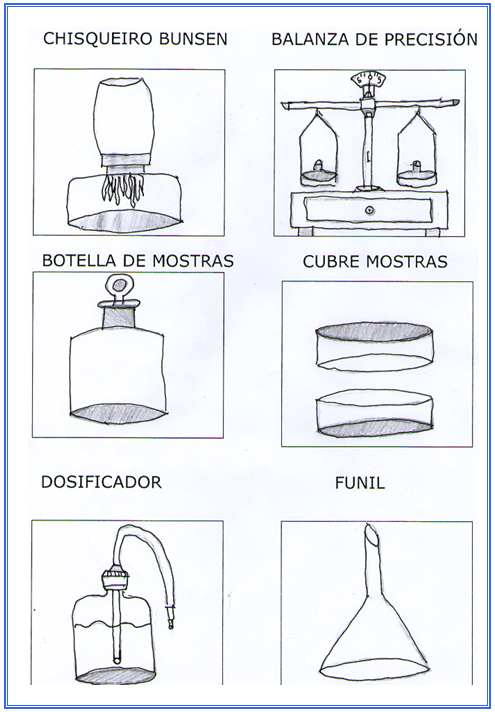 CHISQUEIRO BUNSEN
BALANZA DE PRECISIÓN
BOTELLA DE MOSTRAS
CUBRE MOSTRAS
DOSIFICADOR
FUNIL